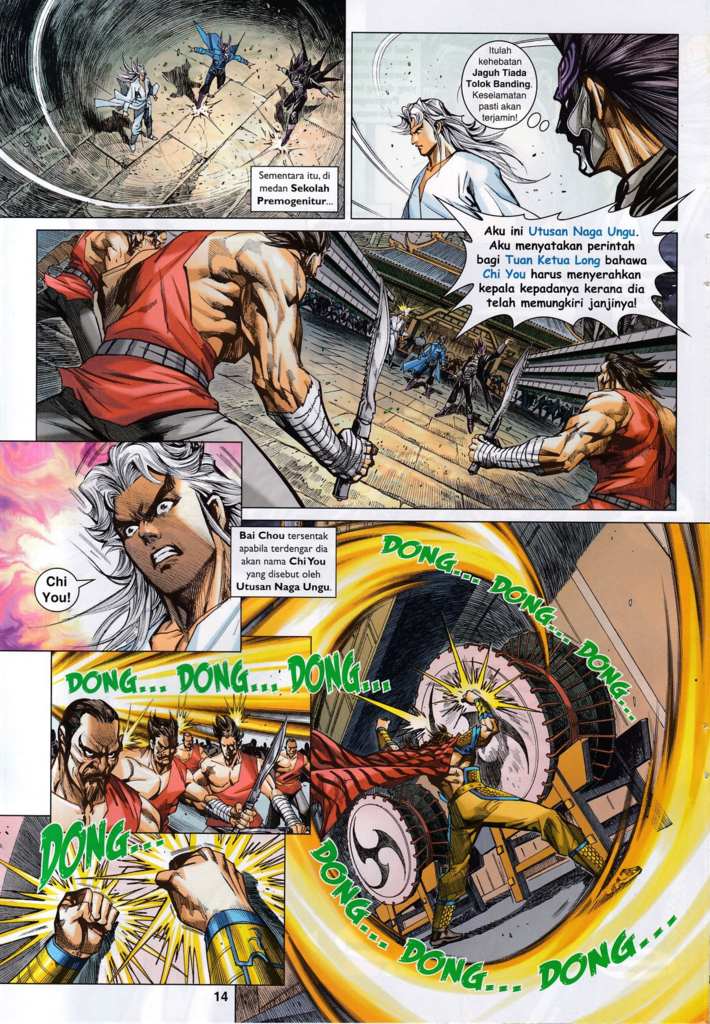 Sementara itu, di
medan Sekolah
Premogenitur...
Itulah
kehebatan
Jaguh Tiada
Tolok Banding.
Keselamatan
pasti akan
terjamin!
Aku ini Utusan Naga Ungu.
Aku menyatakan perintah
bagi Tuan Ketua Long bahawa
Chi You harus menyerahkan
kepala kepadanya kerana dia
telah memungkiri janjinya!
Chi
You!
Bai Chou tersentak
apabila terdengar dia
akan nama Chi You
yang disebut oleh
Utusan Naga Ungu.
DONG... DONG... DONG...
DONG... DONG... DONG...
DONG...
DONG... DONG... DONG...
14